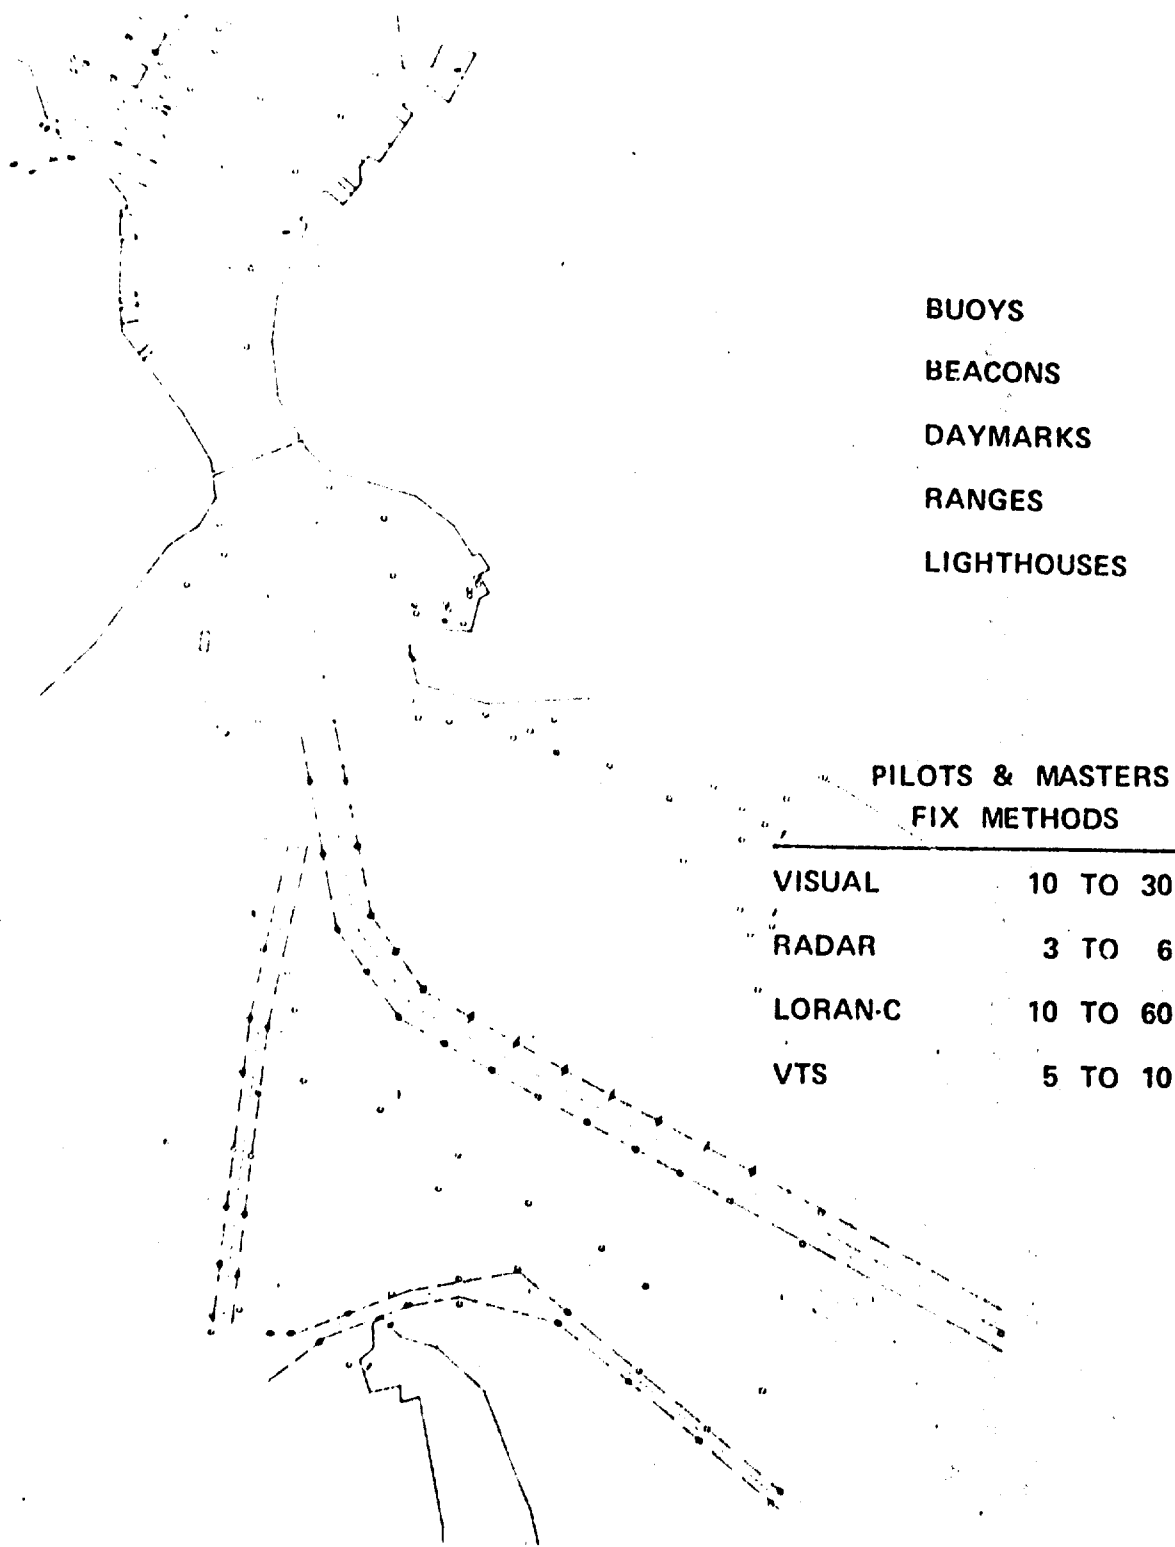 BUOYS
BEACONS
DAYMARKS
RANGES
LIGHTHOUSES
PILOTS & MASTERS
FIX METHODS
VISUAL 10 TO 30
RADAR 3 TO 6
LORAN-C 10 TO 60
VTS 5 TO 10